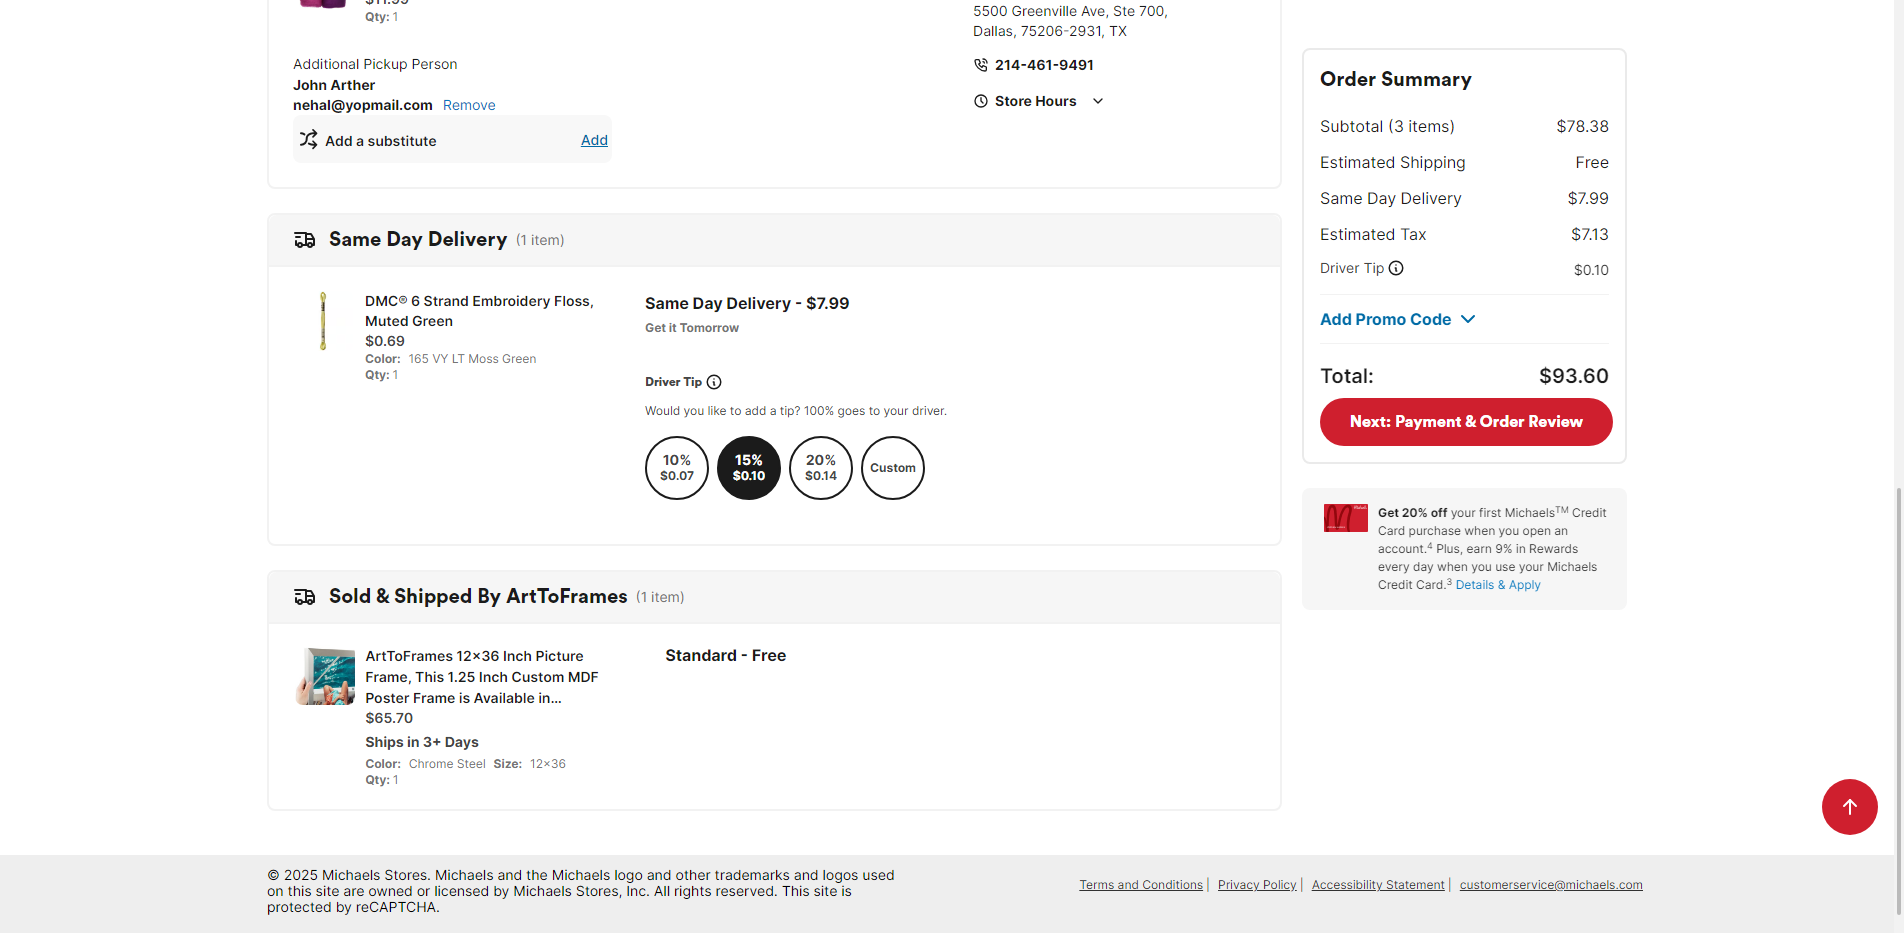 $11.99
Qty: 1
5500 Greenville Ave, Ste 700,
Dallas, 75206-2931, TX
Additional Pickup Person
John Arther
nehal@yopmail.com Remove
214-461-9491
Store Hours
Add a substitute Add
Same Day Delivery (1 item)
DMC® 6 Strand Embroidery Floss,
Muted Green
$0.69
Color: 165 VY LT Moss Green
Qty: 1
Same Day Delivery - $7.99
Get it Tomorrow
Driver Tip
Would you like to add a tip? 100% goes to your driver.
10%
$0.07
15%
$0.10
20%
$0.14
Custom
Sold & Shipped By ArtToFrames (1 item)
ArtToFrames 12x36 Inch Picture
Frame, This 1.25 Inch Custom MDF
Poster Frame is Available in...
$65.70
Ships in 3+ Days
Color: Chrome Steel Size: 12x36
Qty: 1
Standard - Free
Order Summary
Subtotal (3 items) $78.38
Estimated Shipping Free
Same Day Delivery $7.99
Estimated Tax $7.13
Driver Tip $0.10
Add Promo Code
Total: $93.60
Next: Payment & Order Review
Get 20% off your first Michaels™ Credit
Card purchase when you open an
account.⁴ Plus, earn 9% in Rewards
every day when you use your Michaels
Credit Card.³ Details & Apply
© 2025 Michaels Stores. Michaels and the Michaels logo and other trademarks and logos used
on this site are owned or licensed by Michaels Stores, Inc. All rights reserved. This site is
protected by reCAPTCHA.
Terms and Conditions | Privacy Policy | Accessibility Statement | customerservice@michaels.com